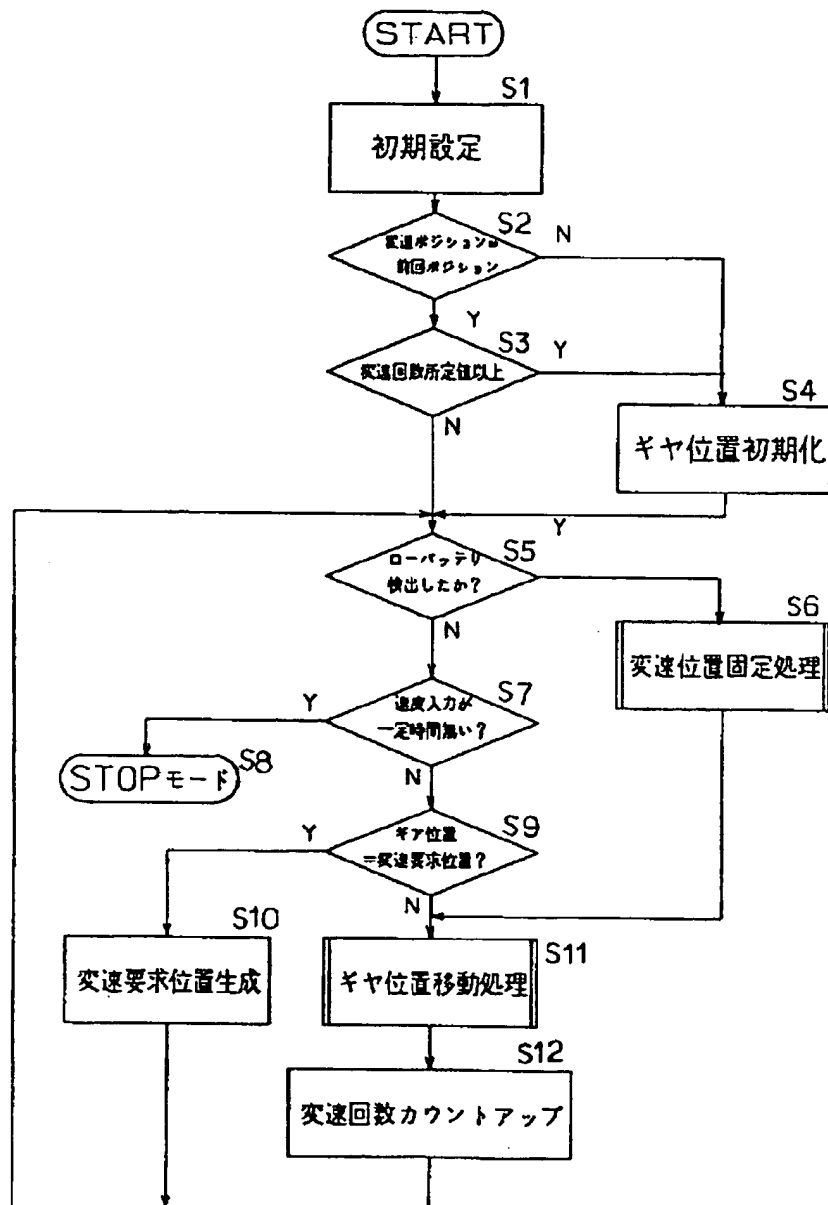 START
S1
初期設定
S2
N
変速ポジションは
前回ポジション
Y
S3
Y
変速回数所定値以上
S4
N
ギヤ位置初期化
Y
S5
ローバッテリ
検出したか?
S6
N
変速位置固定処理
S7
Y
速度入力が
一定時間無い?
S8
STOPモード
N
S9
Y
ギア位置
=変速要求位置?
N
S10
変速要求位置生成
S11
ギヤ位置移動処理
S12
変速回数カウントアップ